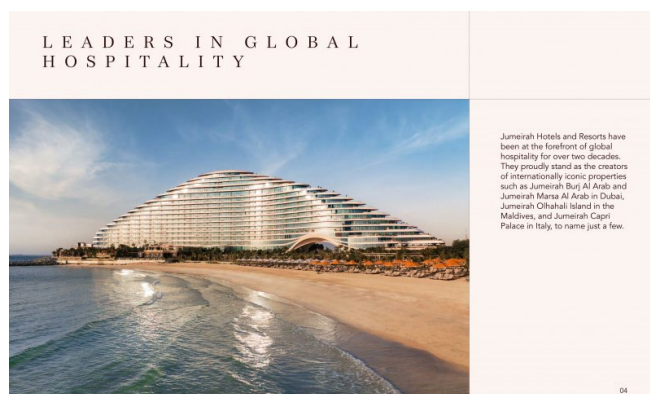 LEADERS IN GLOBAL
HOSPITALITY
Jumeirah Hotels and Resorts have
been at the forefront of global
hospitality for over two decades.
They proudly stand as the creators
of internationally iconic properties
such as Jumeirah Burj Al Arab and
Jumeirah Marsa Al Arab in Dubai,
Jumeirah Olhahali Island in the
Maldives, and Jumeirah Capri
Palace in Italy, to name just a few.
04